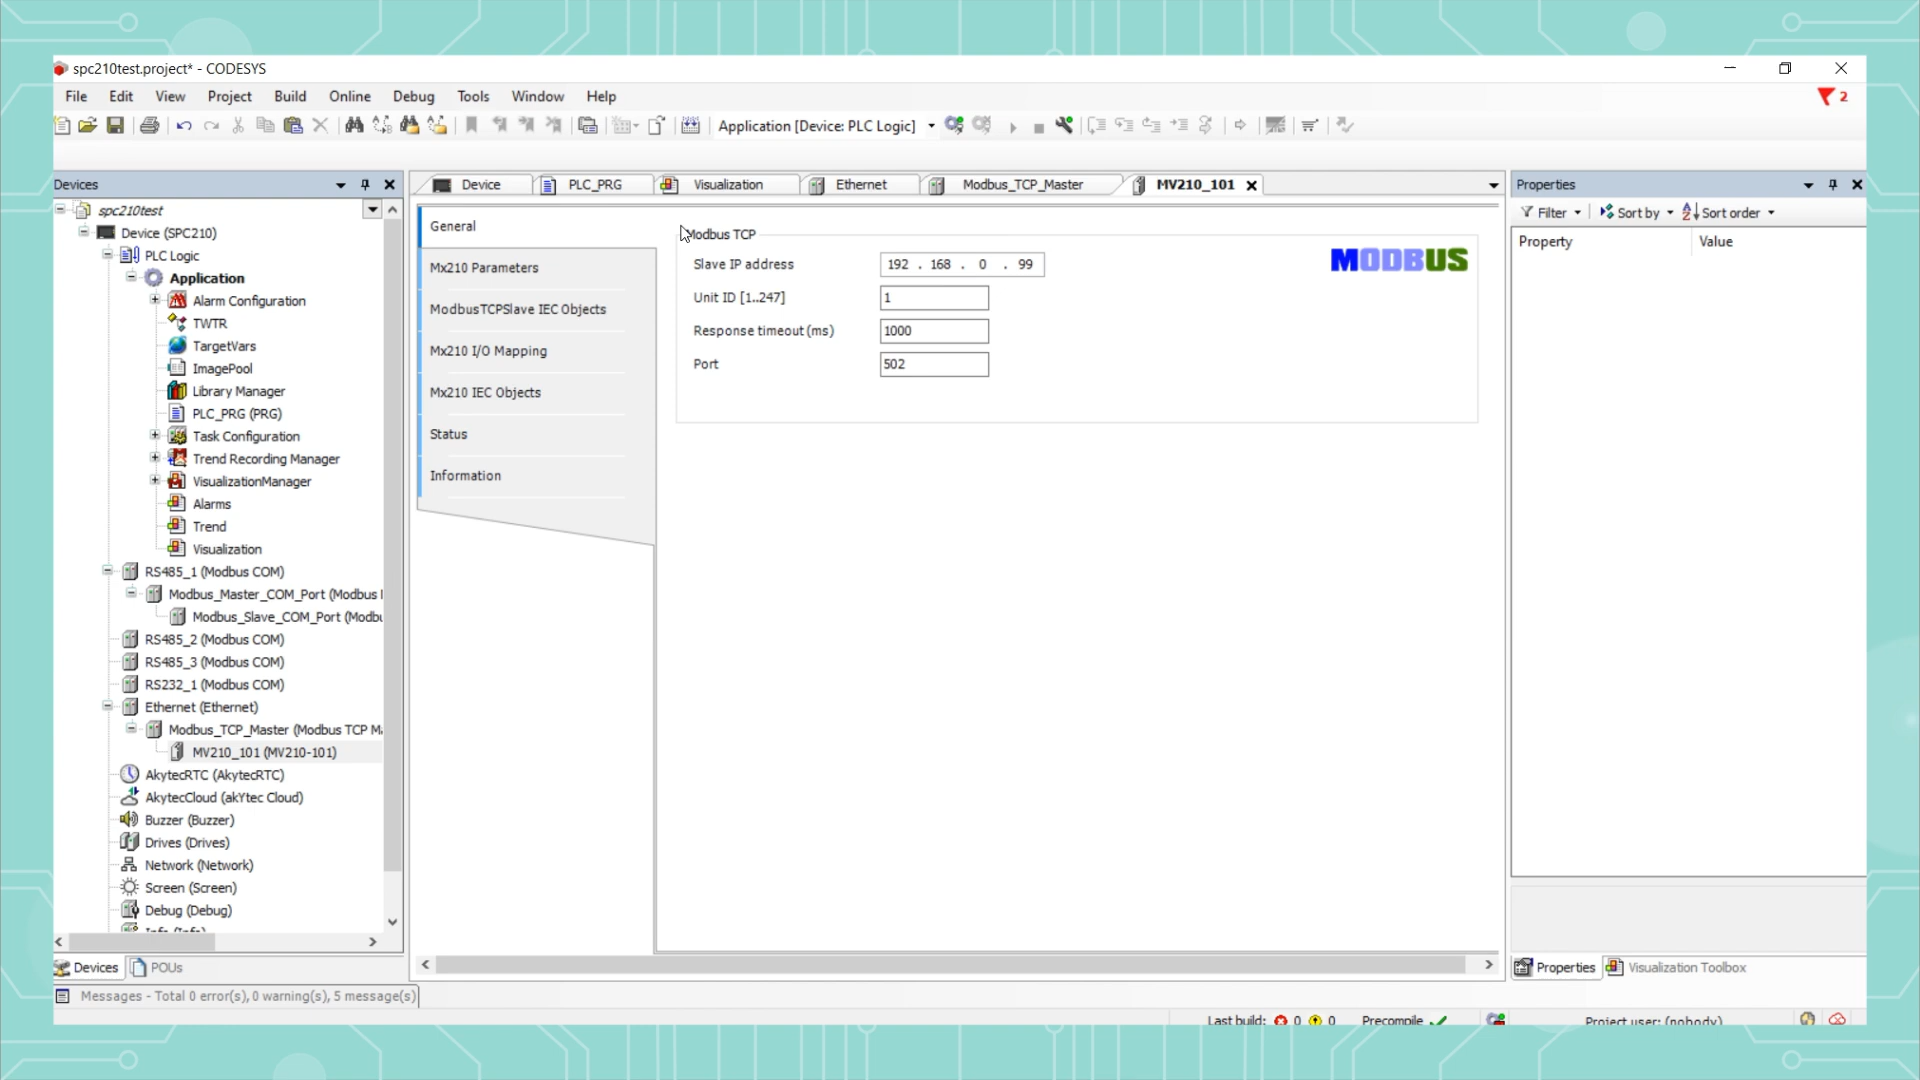 spc210test.project* - CODESYS
File Edit View Project Build Online Debug Tools Window Help
2
Application [Device: PLC Logic]
Devices
spc210test
Device (SPC210)
PLC Logic
Application
Alarm Configuration
TWTR
TargetVars
ImagePool
Library Manager
PLC_PRG (PRG)
Task Configuration
Trend Recording Manager
VisualizationManager
Alarms
Trend
Visualization
RS485_1 (Modbus COM)
Modbus_Master_COM_Port (Modbus
Modbus_Slave_COM_Port (Modbu
RS485_2 (Modbus COM)
RS485_3 (Modbus COM)
RS232_1 (Modbus COM)
Ethernet (Ethernet)
Modbus_TCP_Master (Modbus TCP M
MV210_101 (MV210-101)
AkytecRTC (AkytecRTC)
AkytecCloud (akYtec Cloud)
Buzzer (Buzzer)
Drives (Drives)
Network (Network)
Screen (Screen)
Debug (Debug)
Info (Info)
Devices POUs
Device PLC_PRG Visualization Ethernet Modbus_TCP_Master MV210_101
General
Mx210 Parameters
ModbusTCPSlave IEC Objects
Mx210 I/O Mapping
Mx210 IEC Objects
Status
Information
Modbus TCP
Slave IP address 192 . 168 . 0 . 99
Unit ID [1..247] 1
Response timeout (ms) 1000
Port 502
MODBUS
Properties
Filter Sort by Sort order
Property Value
Properties Visualization Toolbox
Messages - Total 0 error(s), 0 warning(s), 5 message(s)
Last build: 0 0 Precompile Project user: (nobody)